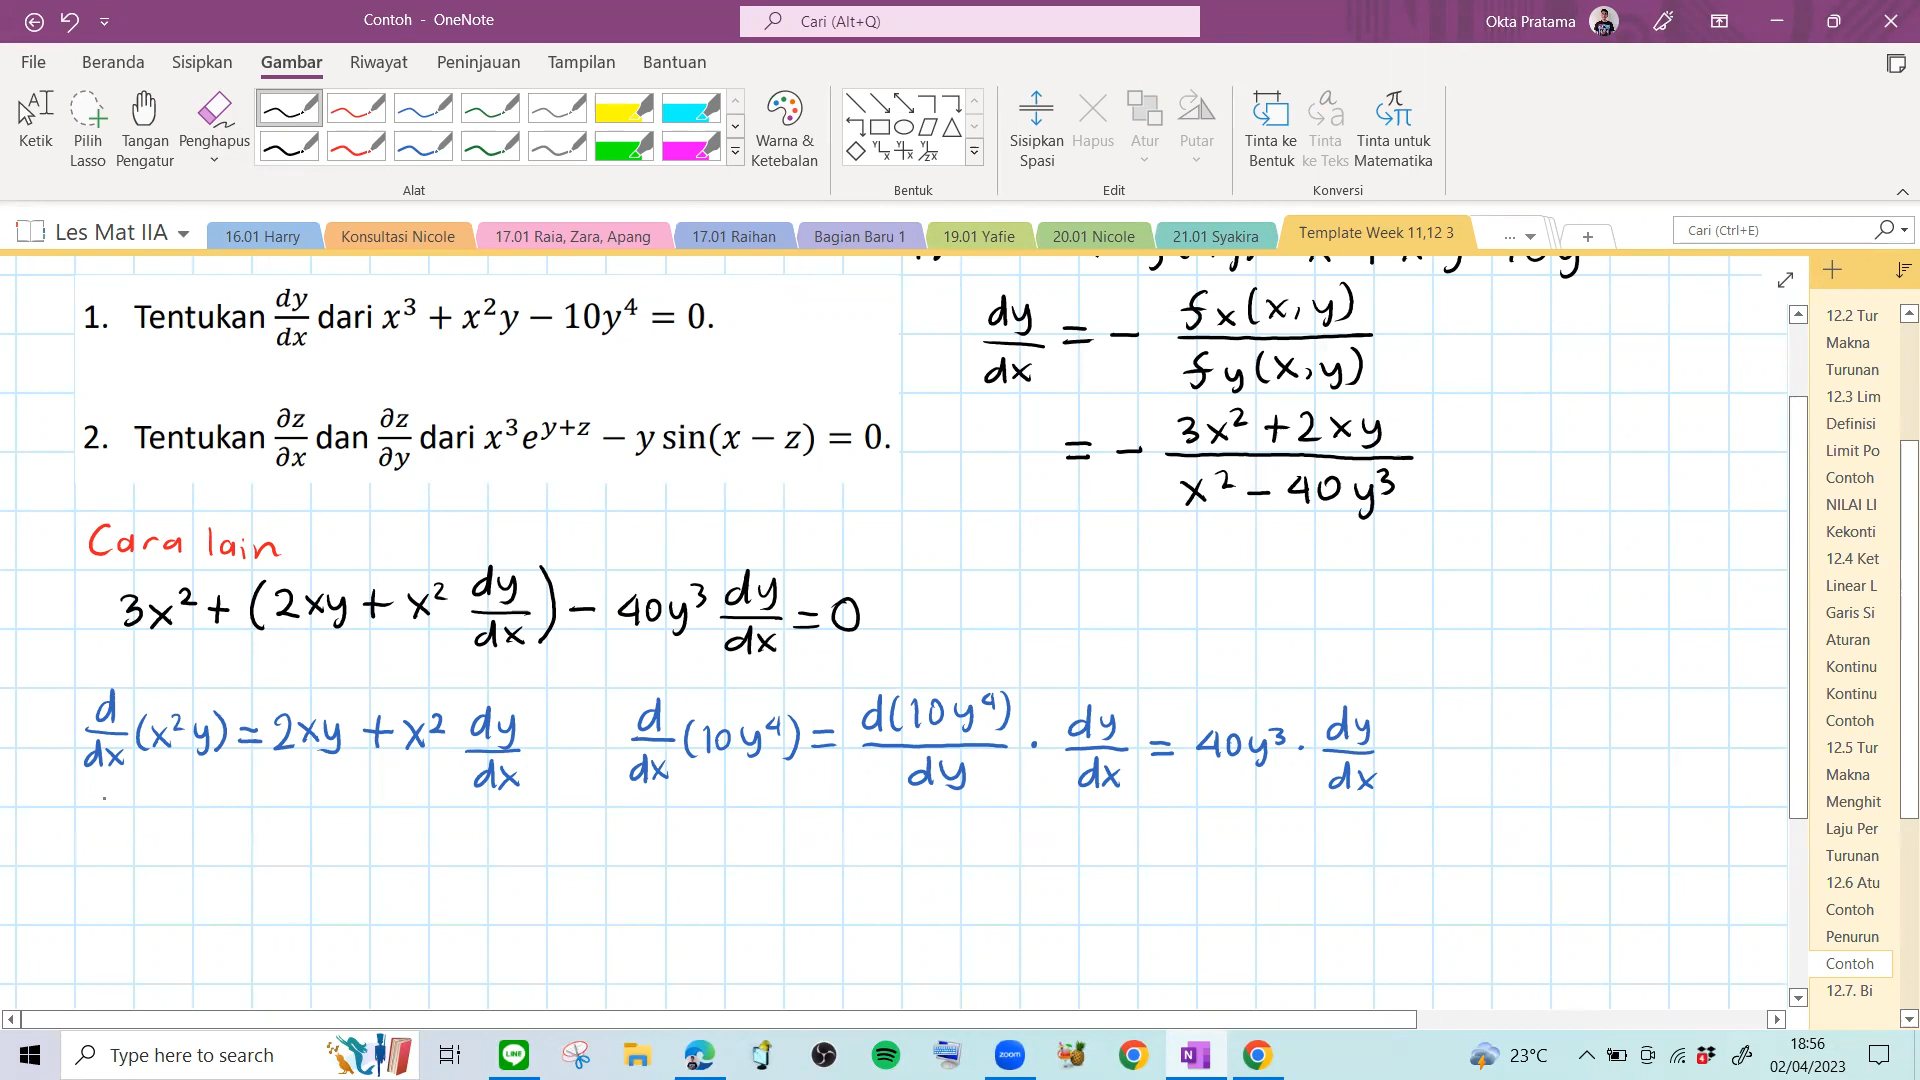 Contoh - OneNote
Cari (Alt+Q)
Okta Pratama
File Beranda Sisipkan Gambar Riwayat Peninjauan Tampilan Bantuan
Ketik
Pilih Lasso
Tangan Pengatur
Penghapus
Warna & Ketebalan
Sisipkan Spasi
Hapus
Atur
Putar
Tinta ke Bentuk
Tinta ke Teks
Tinta untuk Matematika
Alat Bentuk Edit Konversi
Les Mat IIA
16.01 Harry
Konsultasi Nicole
17.01 Raia, Zara, Apang
17.01 Raihan
Bagian Baru 1
19.01 Yafie
20.01 Nicole
21.01 Syakira
Template Week 11,12 3
...
Cari (Ctrl+E)
1. Tentukan dy/dx dari x³ + x²y − 10y⁴ = 0.
2. Tentukan ∂z/∂x dan ∂z/∂y dari x³e^(y+z) − y sin(x − z) = 0.
dy/dx = − fx(x,y)/fy(x,y)
= − (3x² + 2xy)/(x² − 40y³)
Cara lain
3x² + (2xy + x² dy/dx) − 40y³ dy/dx = 0
d/dx (x²y) = 2xy + x² dy/dx
d/dx (10y⁴) = d(10y⁴)/dy · dy/dx = 40y³ · dy/dx
12.2 Tur
Makna
Turunan
12.3 Lim
Definisi
Limit Po
Contoh
NILAI LI
Kekonti
12.4 Ket
Linear L
Garis Si
Aturan
Kontinu
Kontinu
Contoh
12.5 Tur
Makna
Menghit
Laju Per
Turunan
12.6 Atu
Contoh
Penurun
Contoh
12.7. Bi
Type here to search
LINE
zoom
N
23°C
4
18:56
02/04/2023